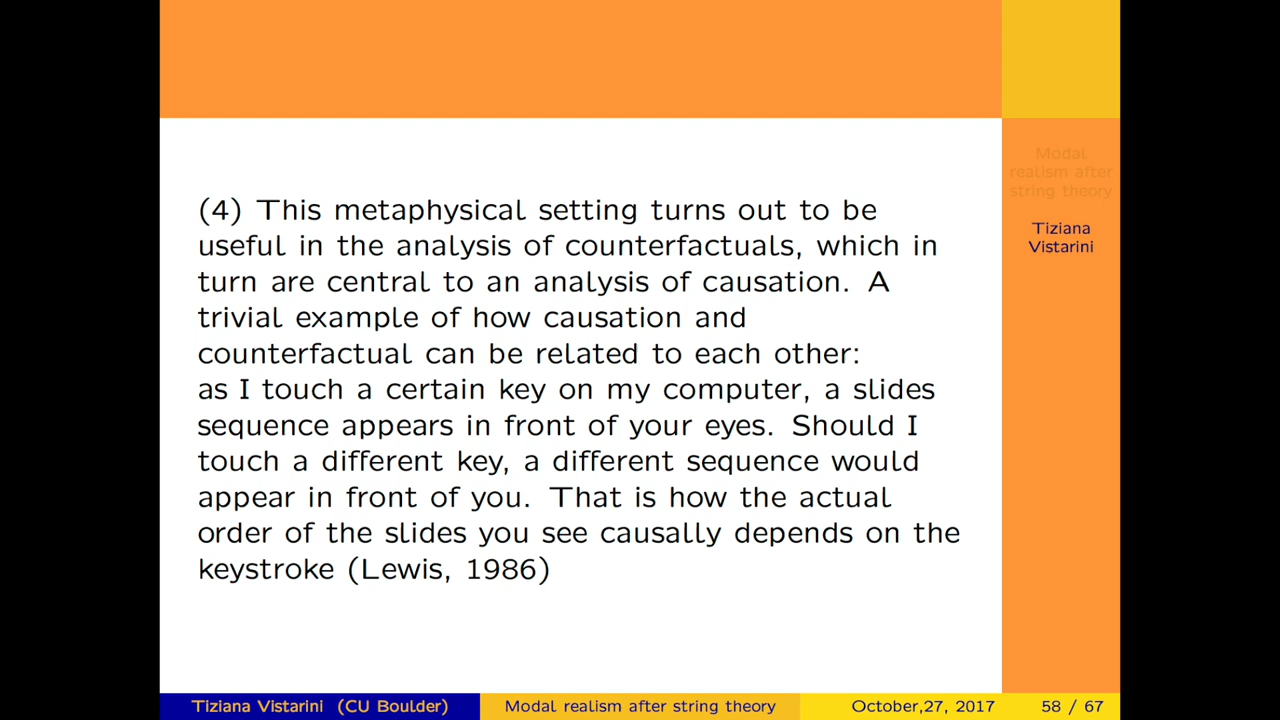 (4) This metaphysical setting turns out to be
useful in the analysis of counterfactuals, which in
turn are central to an analysis of causation. A
trivial example of how causation and
counterfactual can be related to each other:
as I touch a certain key on my computer, a slides
sequence appears in front of your eyes. Should I
touch a different key, a different sequence would
appear in front of you. That is how the actual
order of the slides you see causally depends on the
keystroke (Lewis, 1986)
Modal
realism after
string theory
Tiziana
Vistarini
Tiziana Vistarini (CU Boulder)
Modal realism after string theory
October,27, 2017
58 / 67